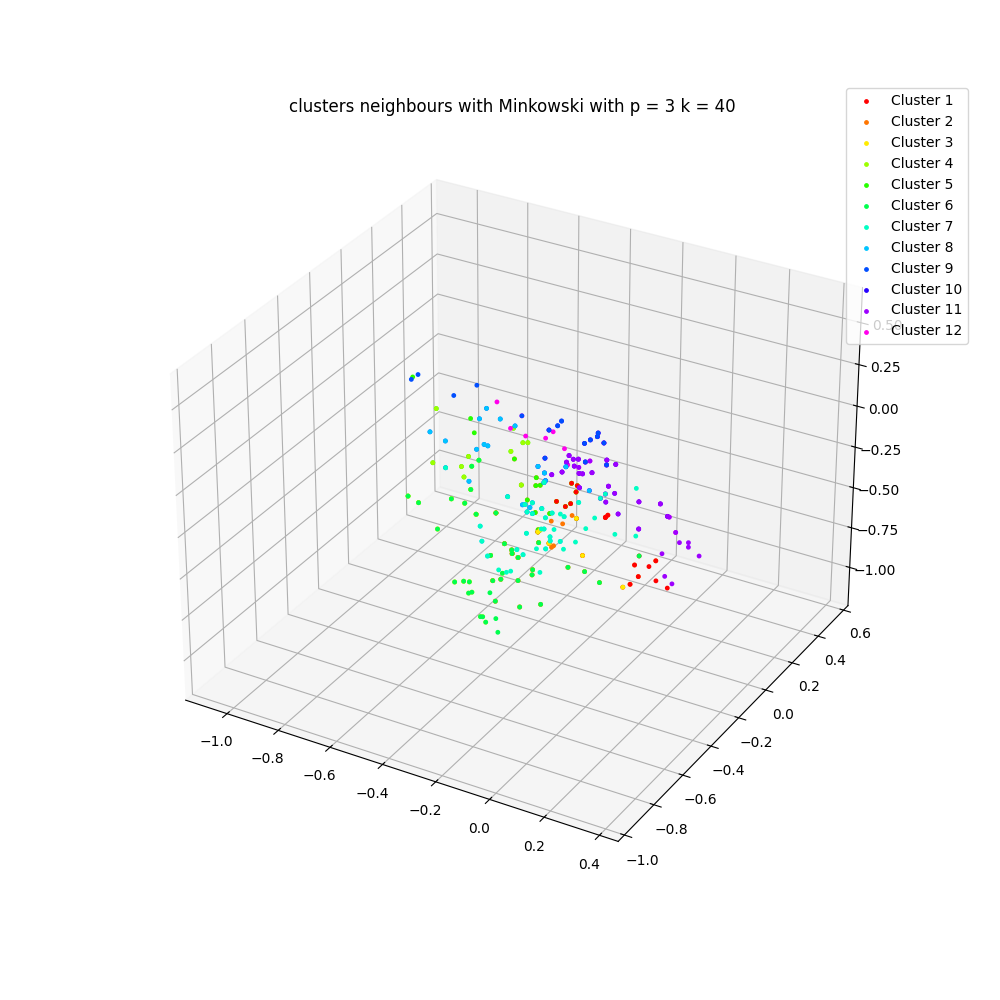 clusters neighbours with Minkowski with p = 3 k = 40
Cluster 1
Cluster 2
Cluster 3
Cluster 4
Cluster 5
Cluster 6
Cluster 7
Cluster 8
Cluster 9
Cluster 10
Cluster 11
Cluster 12
0.50
0.25
0.00
−0.25
−0.50
−0.75
−1.00
0.6
0.4
0.2
0.0
−0.2
−0.4
−0.6
−0.8
−1.0
−1.0
−0.8
−0.6
−0.4
−0.2
0.0
0.2
0.4